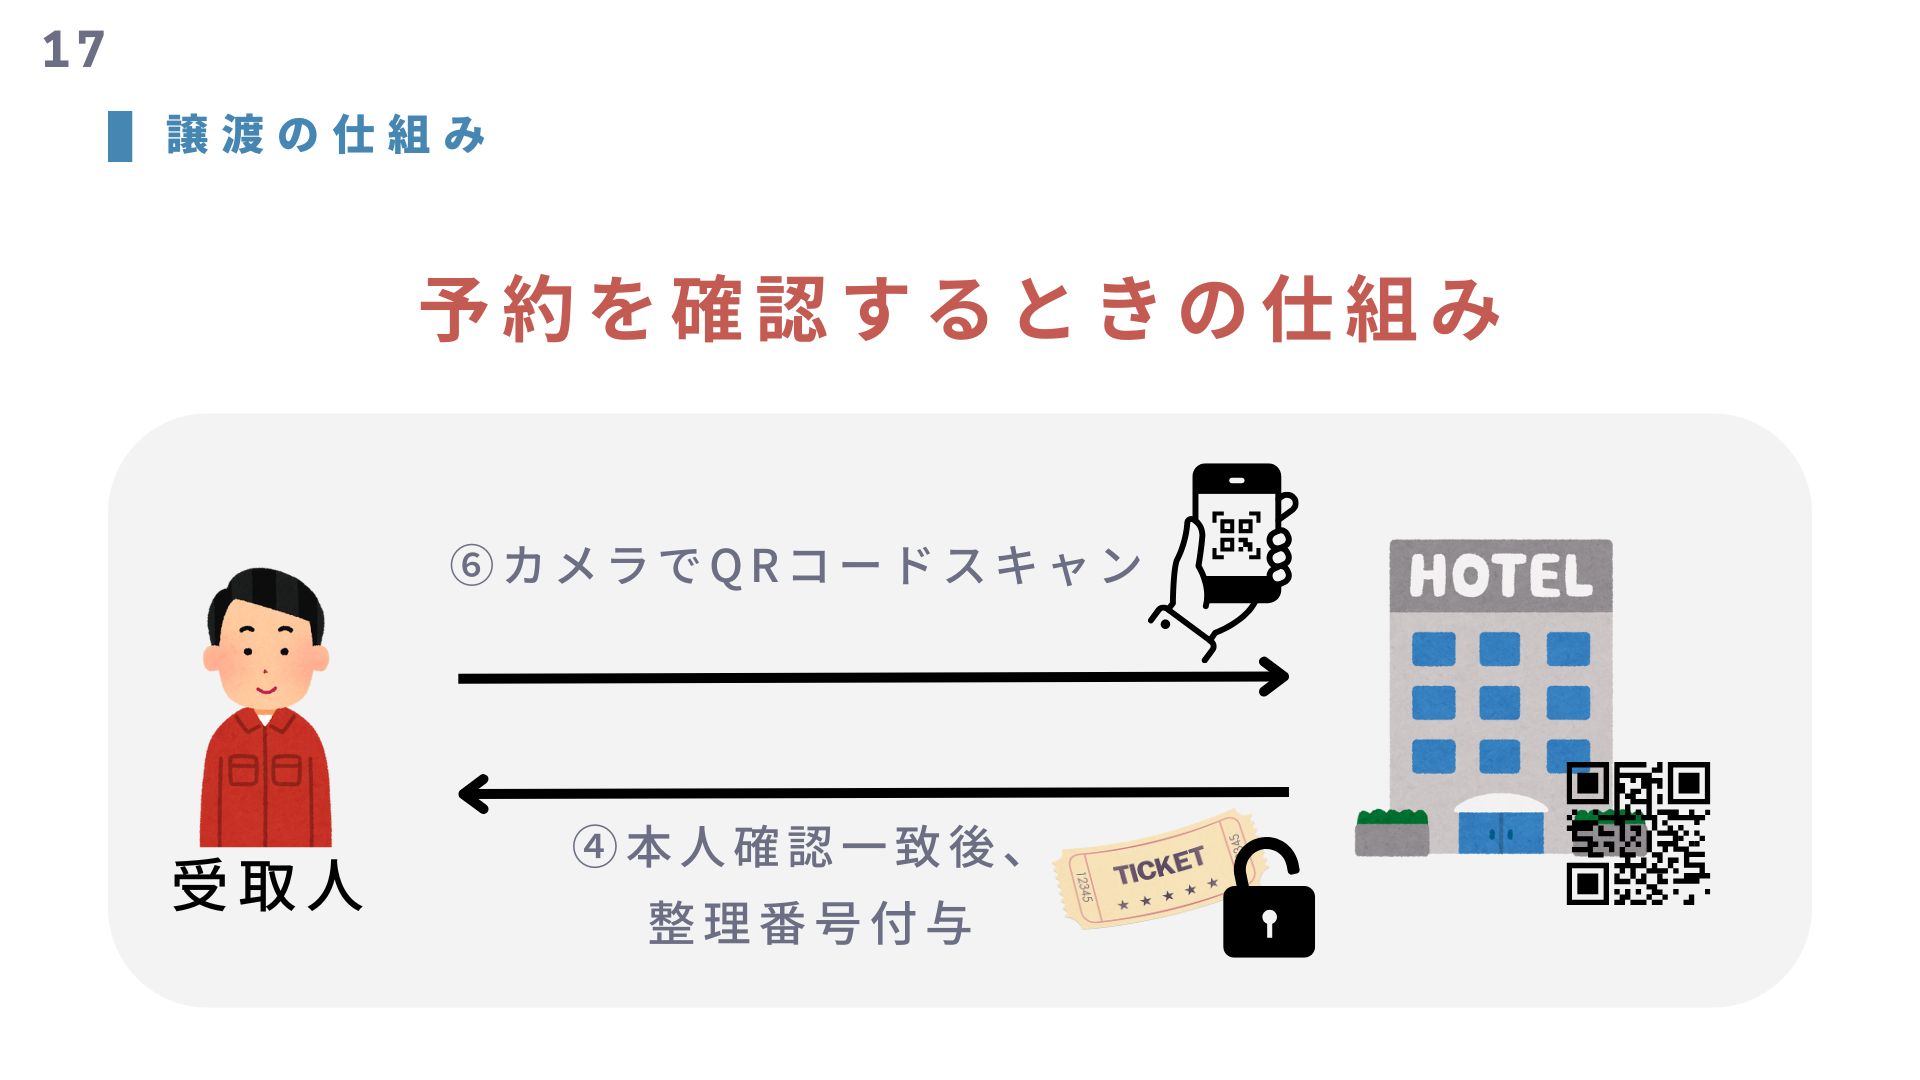 17
譲渡の仕組み
予約を確認するときの仕組み
⑥カメラでQRコードスキャン
HOTEL
④本人確認一致後、
整理番号付与
12345
TICKET
12345
受取人